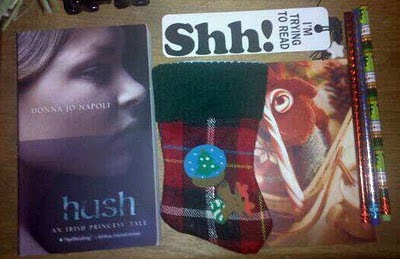 Shh!
I'M
TRYING
TO READ
DONNA JO NAPOLI
hush
AN IRISH PRINCESS' TALE